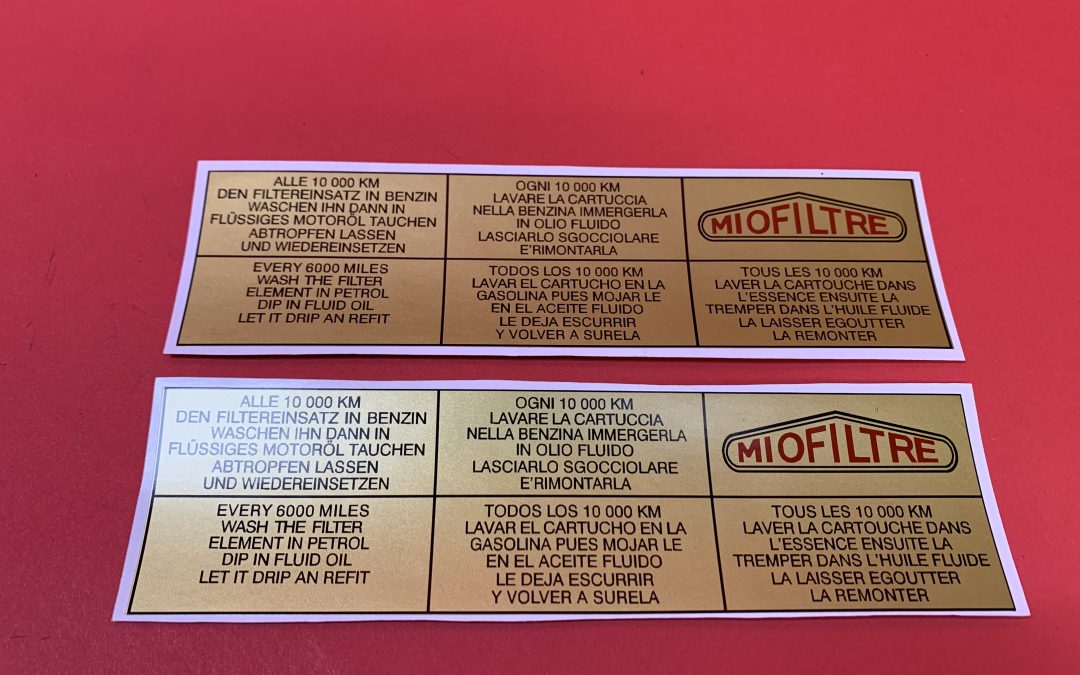 ALLE 10 000 KM
DEN FILTEREINSATZ IN BENZIN
WASCHEN IHN DANN IN
FLÜSSIGES MOTORÖL TAUCHEN
ABTROPFEN LASSEN
UND WIEDEREINSETZEN
OGNI 10 000 KM
LAVARE LA CARTUCCIA
NELLA BENZINA IMMERGERLA
IN OLIO FLUIDO
LASCIARLO SGOCCIOLARE
E'RIMONTARLA
MIOFILTRE
EVERY 6000 MILES
WASH THE FILTER
ELEMENT IN PETROL
DIP IN FLUID OIL
LET IT DRIP AN REFIT
TODOS LOS 10 000 KM
LAVAR EL CARTUCHO EN LA
GASOLINA PUES MOJAR LE
EN EL ACEITE FLUIDO
LE DEJA ESCURRIR
Y VOLVER A SURELA
TOUS LES 10 000 KM
LAVER LA CARTOUCHE DANS
L'ESSENCE ENSUITE LA
TREMPER DANS L'HUILE FLUIDE
LA LAISSER EGOUTTER
LA REMONTER
ALLE 10 000 KM
DEN FILTEREINSATZ IN BENZIN
WASCHEN IHN DANN IN
FLÜSSIGES MOTORÖL TAUCHEN
ABTROPFEN LASSEN
UND WIEDEREINSETZEN
OGNI 10 000 KM
LAVARE LA CARTUCCIA
NELLA BENZINA IMMERGERLA
IN OLIO FLUIDO
LASCIARLO SGOCCIOLARE
E'RIMONTARLA
MIOFILTRE
EVERY 6000 MILES
WASH THE FILTER
ELEMENT IN PETROL
DIP IN FLUID OIL
LET IT DRIP AN REFIT
TODOS LOS 10 000 KM
LAVAR EL CARTUCHO EN LA
GASOLINA PUES MOJAR LE
EN EL ACEITE FLUIDO
LE DEJA ESCURRIR
Y VOLVER A SURELA
TOUS LES 10 000 KM
LAVER LA CARTOUCHE DANS
L'ESSENCE ENSUITE LA
TREMPER DANS L'HUILE FLUIDE
LA LAISSER EGOUTTER
LA REMONTER